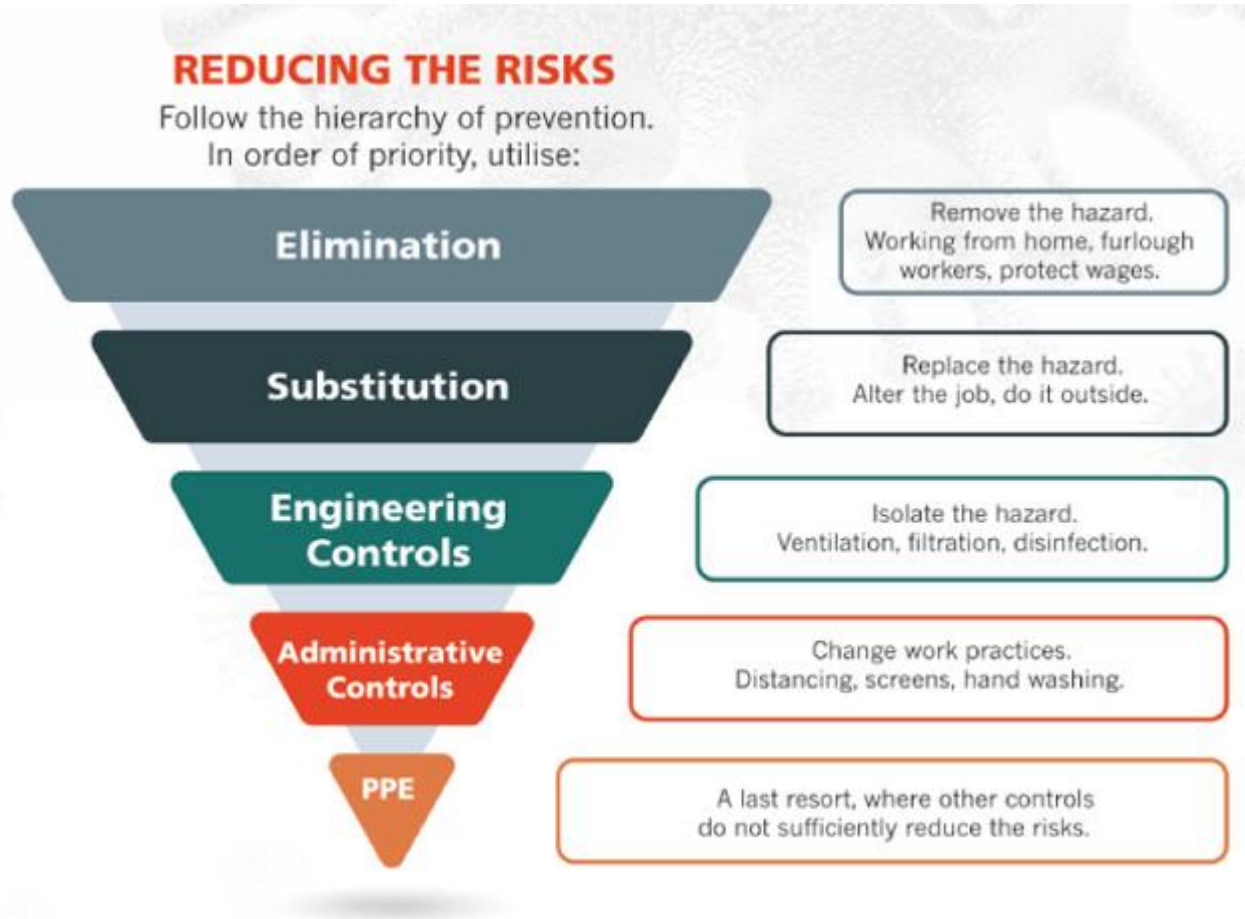 REDUCING THE RISKS
Follow the hierarchy of prevention.
In order of priority, utilise:
Elimination
Remove the hazard.
Working from home, furlough
workers, protect wages.
Substitution
Replace the hazard.
Alter the job, do it outside.
Engineering
Controls
Isolate the hazard.
Ventilation, filtration, disinfection.
Administrative
Controls
Change work practices.
Distancing, screens, hand washing.
PPE
A last resort, where other controls
do not sufficiently reduce the risks.